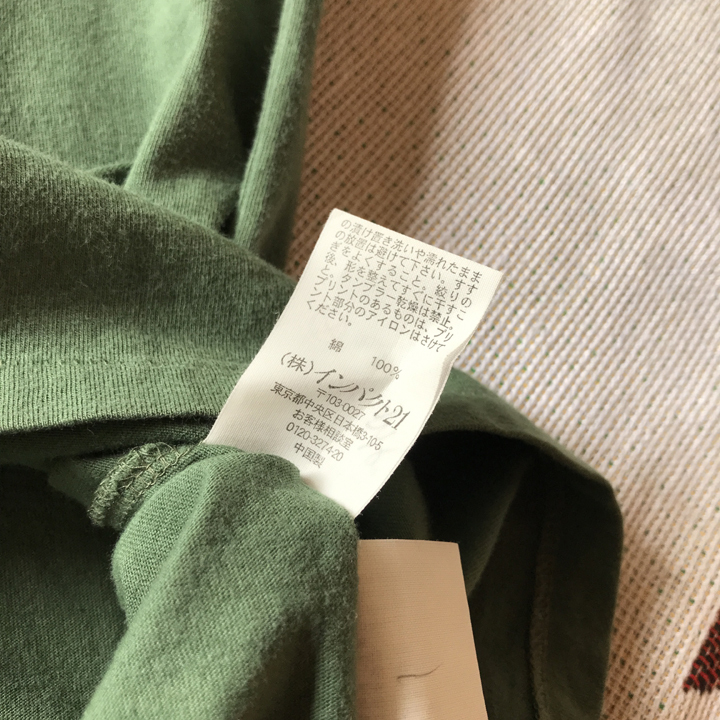 の漬け置き洗いや濡れたまま
の放置は避けて下さい。すす
ぎをよくすること。絞りの
後、形を整えてすぐに干すこ
と。タンブラー乾燥は禁止。
プリントのあるものは、プリ
ント部分のアイロンはさけて
ください。
綿 100%
(株)インパクト21
〒103-0027
東京都中央区日本橋3-10-5
お客様相談室
0120-327-420
中国製